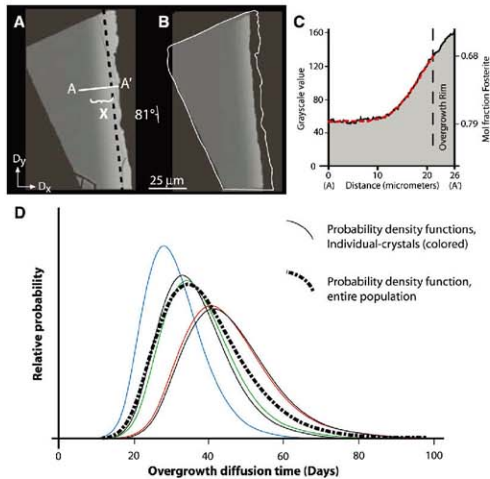 A
B
C
A
A'
X
81°
Dy
Dx
25 µm
160
120
80
40
0
Grayscale value
0.68
0.79
Mol fraction Fosterite
Overgrowth Rim
0
10
20
26
(A)
Distance (micrometers)
(A')
D
Probability density functions,
Individual-crystals (colored)
Probability density function,
entire population
Relative probability
0
20
40
60
80
100
Overgrowth diffusion time (Days)